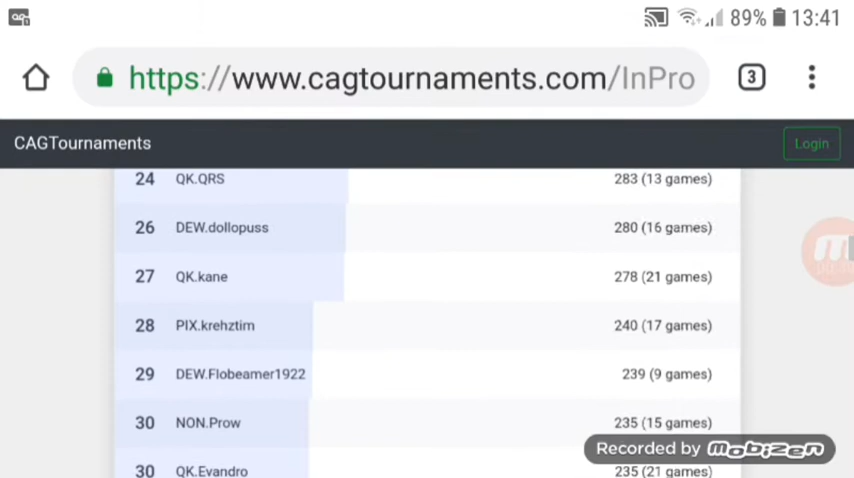 89% 13:41
https://www.cagtournaments.com/InPro
3
CAGTournaments Login
24 QK.QRS 283 (13 games)
26 DEW.dollopuss 280 (16 games)
27 QK.kane 278 (21 games)
28 PIX.krehztim 240 (17 games)
29 DEW.Flobeamer1922 239 (9 games)
30 NON.Prow 235 (15 games)
Recorded by mobizen
30 QK.Evandro 235 (21 games)